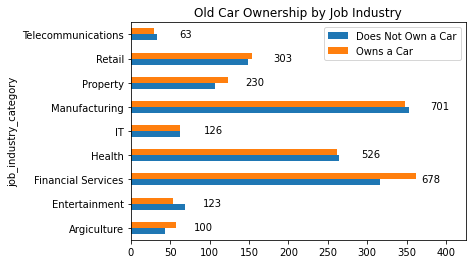 Old Car Ownership by Job Industry
Does Not Own a Car
Owns a Car
job_industry_category
Telecommunications 63
Retail 303
Property 230
Manufacturing 701
IT 126
Health 526
Financial Services 678
Entertainment 123
Argiculture 100
0 50 100 150 200 250 300 350 400